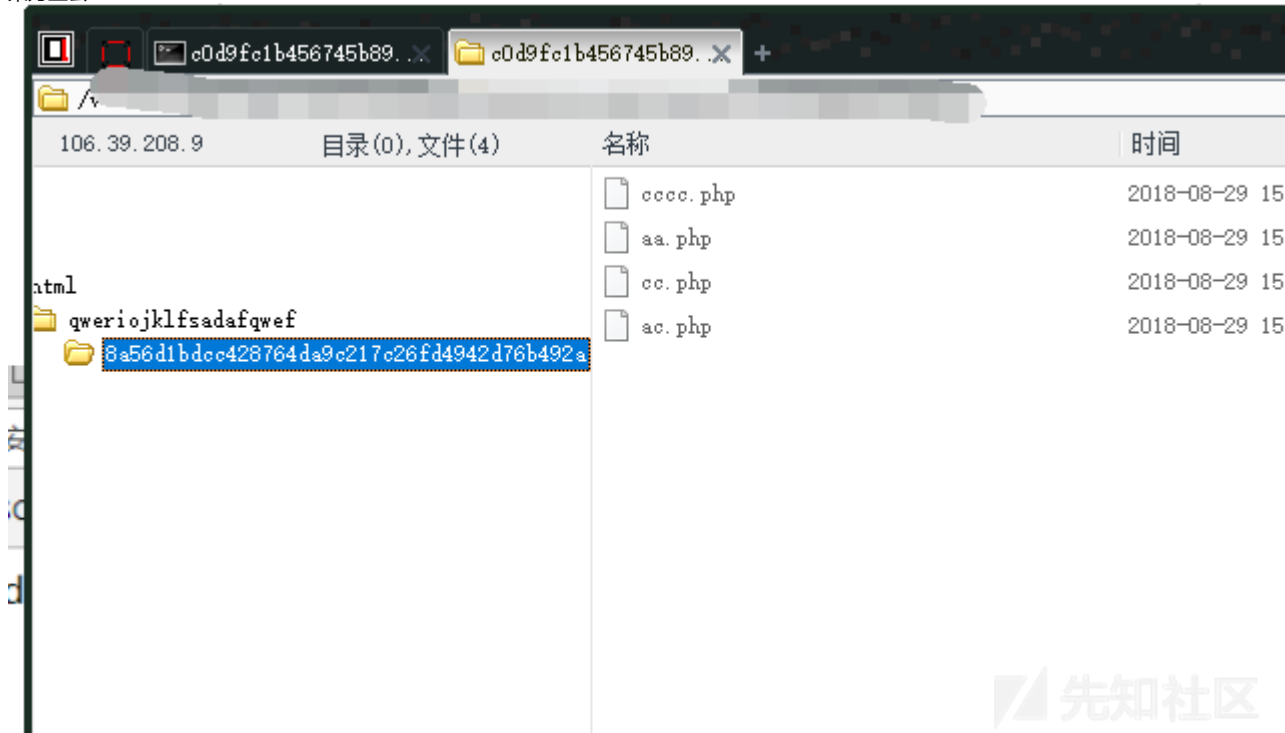 c0d9fc1b456745b89..
c0d9fc1b456745b89..
+
106.39.208.9
目录(0),文件(4)
名称
时间
cccc.php
2018-08-29 15
aa.php
2018-08-29 15
cc.php
2018-08-29 15
ac.php
2018-08-29 15
html
qweriojklfsadafqwef
8a56d1bdcc428764da9c217c26fd4942d76b492a
先知社区